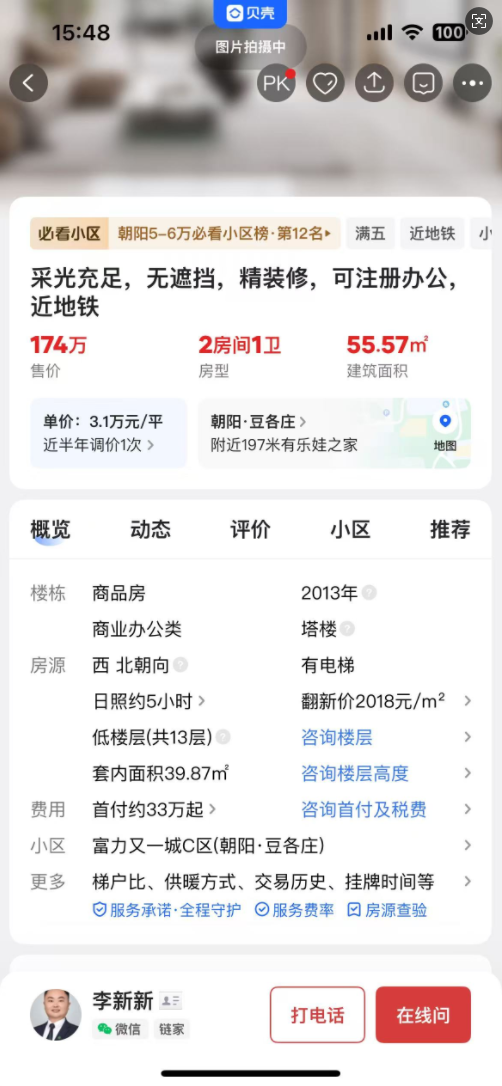 贝壳
15:48
100
图片拍摄中
PK
必看小区 朝阳5-6万必看小区榜·第12名 满五 近地铁 小
采光充足，无遮挡，精装修，可注册办公，
近地铁
174万 2房间1卫 55.57㎡
售价 房型 建筑面积
单价：3.1万元/平
近半年调价1次
朝阳·豆各庄
附近197米有乐娃之家
地图
概览 动态 评价 小区 推荐
楼栋 商品房 2013年
商业办公类 塔楼
房源 西 北朝向 有电梯
日照约5小时 翻新价2018元/m²
低楼层(共13层) 咨询楼层
套内面积39.87㎡ 咨询楼层高度
费用 首付约33万起 咨询首付及税费
小区 富力又一城C区(朝阳·豆各庄)
更多 梯户比、供暖方式、交易历史、挂牌时间等
服务承诺·全程守护 服务费率 房源查验
李新新
微信 链家
打电话 在线问